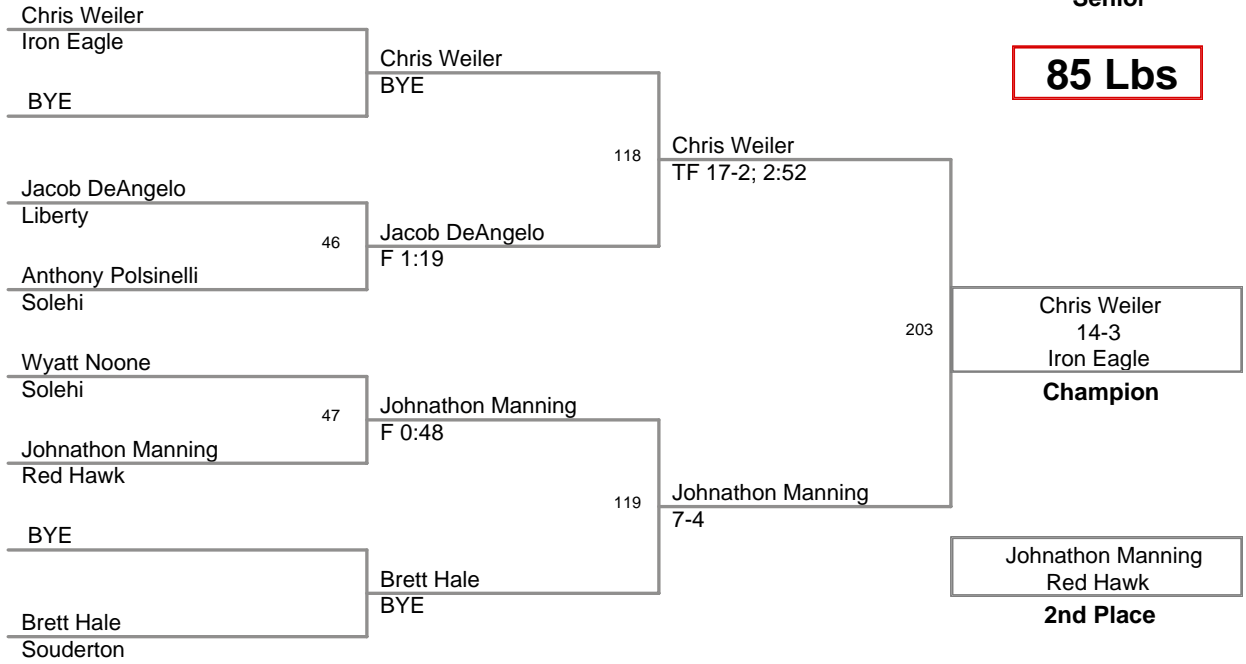 Senior
85 Lbs
Chris Weiler
Iron Eagle
BYE
Jacob DeAngelo
Liberty
46
Anthony Polsinelli
Solehi
Wyatt Noone
Solehi
47
Johnathon Manning
Red Hawk
BYE
Brett Hale
Souderton
Chris Weiler
BYE
118
Jacob DeAngelo
F 1:19
Johnathon Manning
F 0:48
119
Brett Hale
BYE
Chris Weiler
TF 17-2; 2:52
203
Johnathon Manning
7-4
Chris Weiler
14-3
Iron Eagle
Champion
Johnathon Manning
Red Hawk
2nd Place